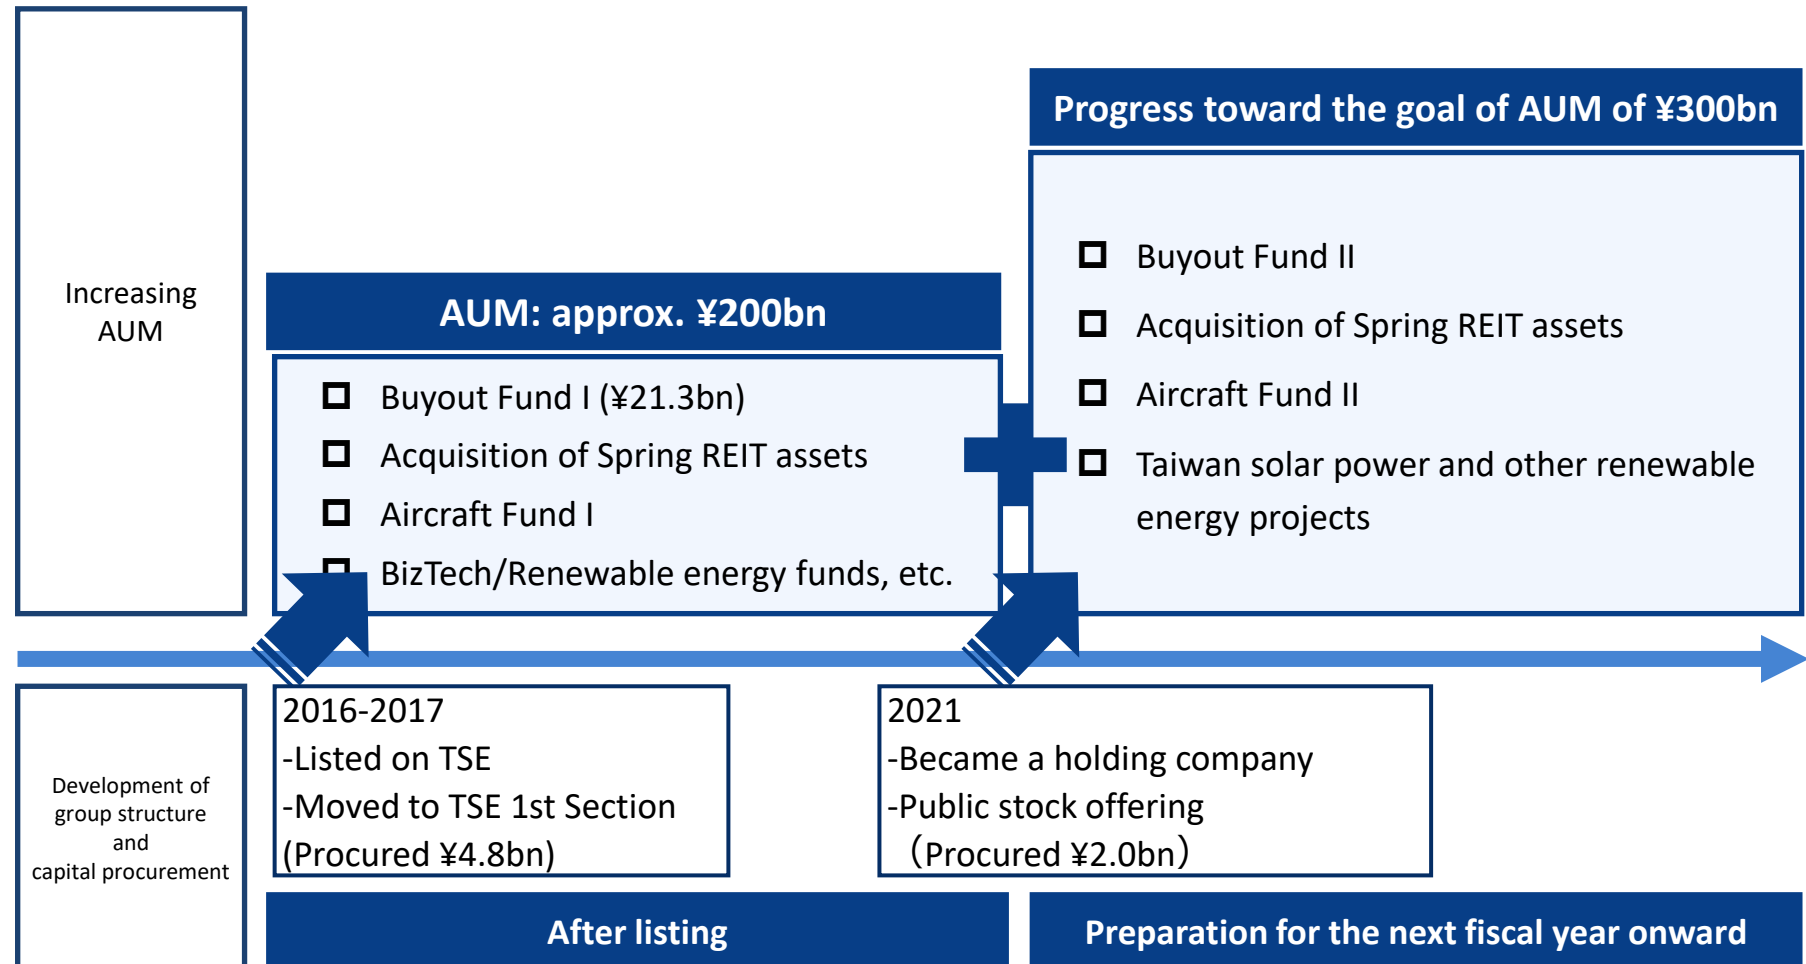 Increasing
AUM
AUM: approx. ¥200bn
Buyout Fund I (¥21.3bn)
Acquisition of Spring REIT assets
Aircraft Fund I
BizTech/Renewable energy funds, etc.
Progress toward the goal of AUM of ¥300bn
Buyout Fund II
Acquisition of Spring REIT assets
Aircraft Fund II
Taiwan solar power and other renewable
energy projects
Development of
group structure
and
capital procurement
2016-2017
-Listed on TSE
-Moved to TSE 1st Section
(Procured ¥4.8bn)
2021
-Became a holding company
-Public stock offering
（Procured ¥2.0bn）
After listing
Preparation for the next fiscal year onward